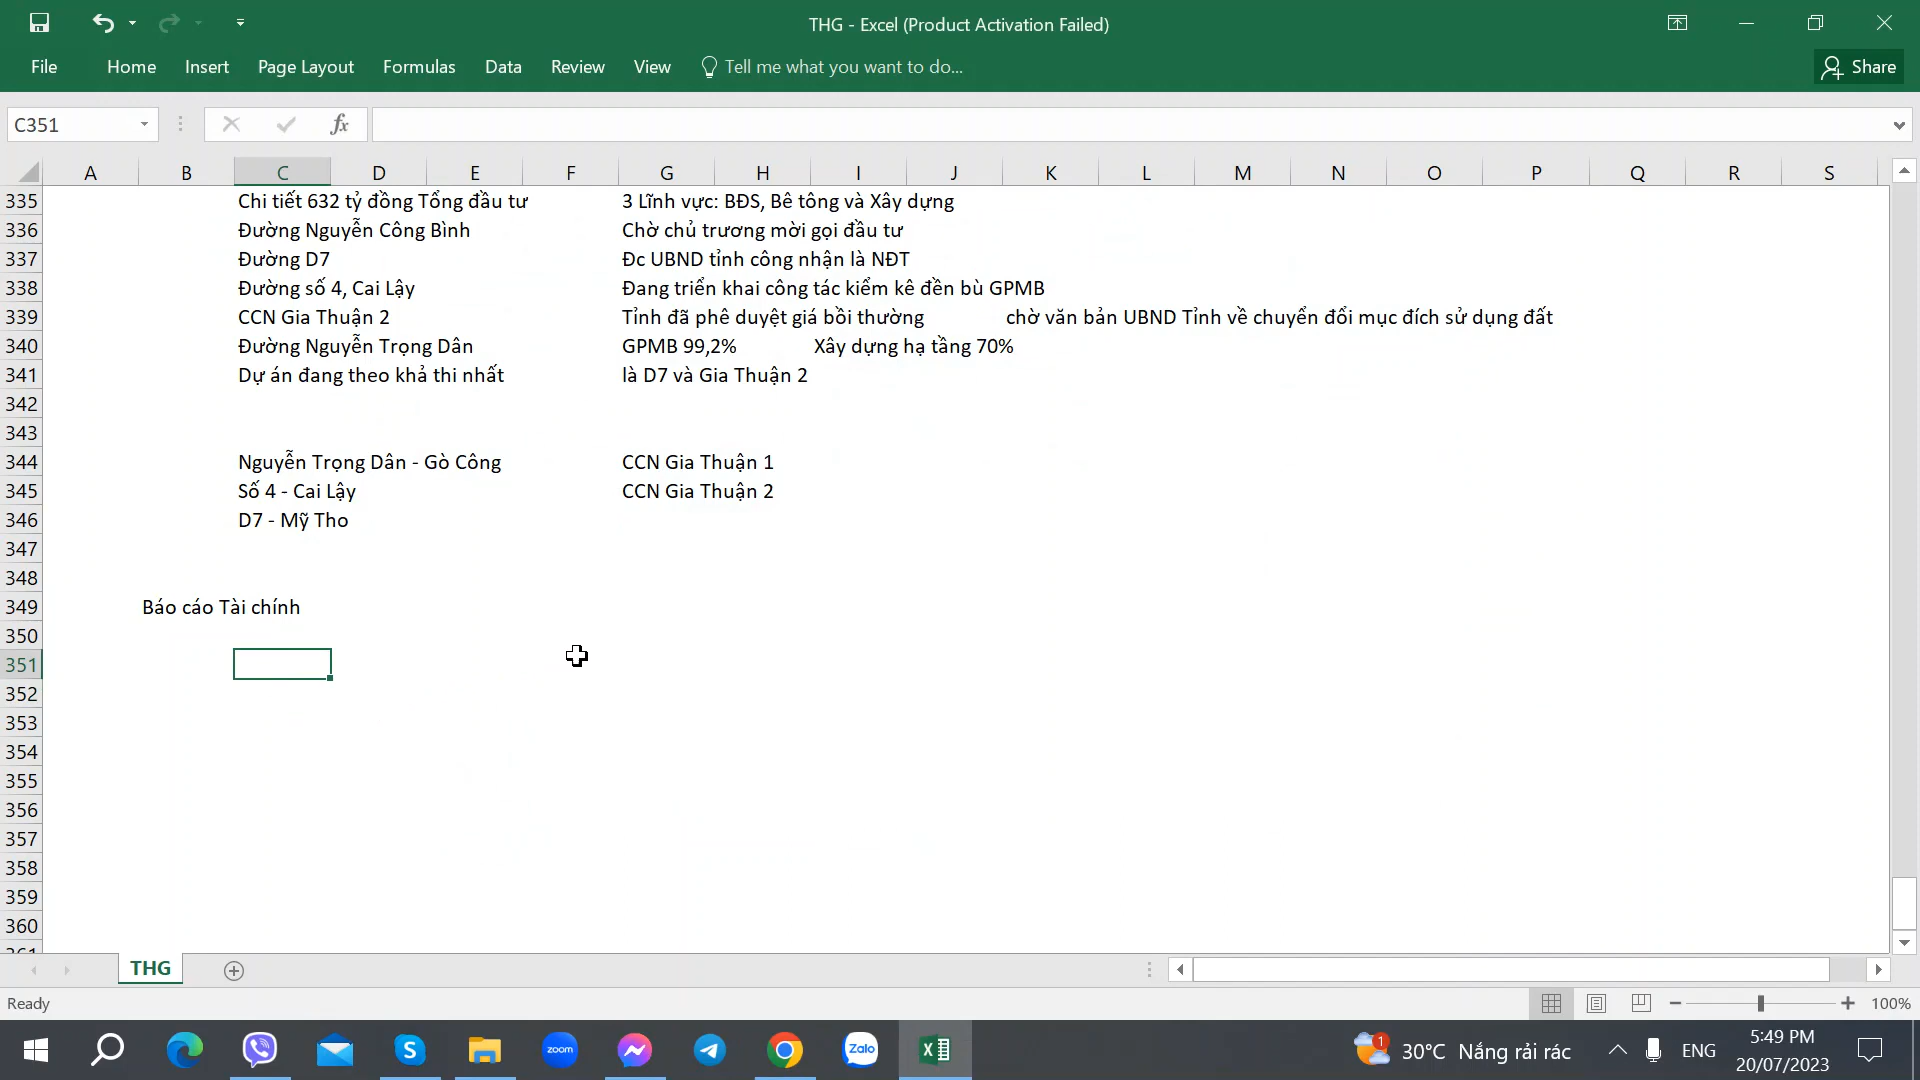 THG - Excel (Product Activation Failed)
File Home Insert Page Layout Formulas Data Review View Tell me what you want to do... Share
C351 fx
A B C D E F G H I J K L M N O P Q R S
335 Chi tiết 632 tỷ đồng Tổng đầu tư 3 Lĩnh vực: BĐS, Bê tông và Xây dựng
336 Đường Nguyễn Công Bình Chờ chủ trương mời gọi đầu tư
337 Đường D7 Đc UBND tỉnh công nhận là NĐT
338 Đường số 4, Cai Lậy Đang triển khai công tác kiểm kê đền bù GPMB
339 CCN Gia Thuận 2 Tỉnh đã phê duyệt giá bồi thường chờ văn bản UBND Tỉnh về chuyển đổi mục đích sử dụng đất
340 Đường Nguyễn Trọng Dân GPMB 99,2% Xây dựng hạ tầng 70%
341 Dự án đang theo khả thi nhất là D7 và Gia Thuận 2
342
343
344 Nguyễn Trọng Dân - Gò Công CCN Gia Thuận 1
345 Số 4 - Cai Lậy CCN Gia Thuận 2
346 D7 - Mỹ Tho
347
348
349 Báo cáo Tài chính
350
351
352
353
354
355
356
357
358
359
360
361
THG
Ready 100%
zoom Zalo 1 30°C Nắng rải rác ENG 5:49 PM
20/07/2023